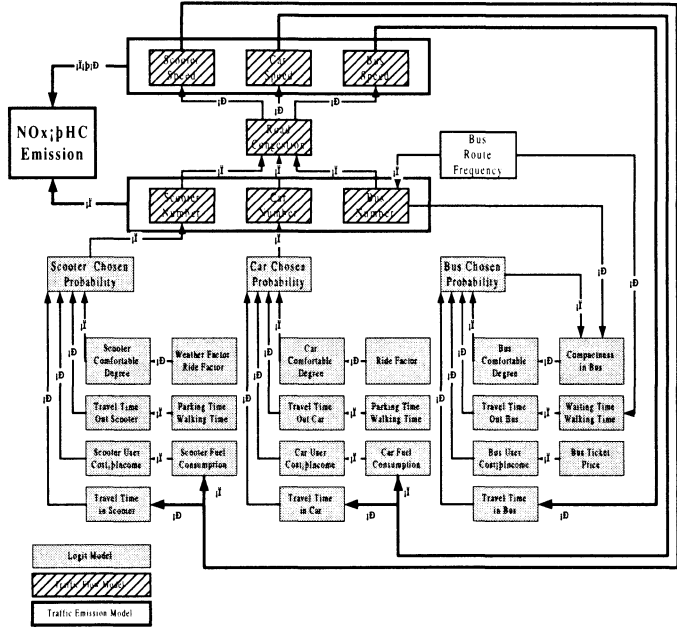 Scooter
Speed
Car
Speed
Bus
Speed
¡Ï¡þ¡Ð
¡Ð
¡Ð
¡Ð
NOx¡þHC
Emission
Road
Congestion
Bus
Route
Frequency
¡Ï
¡Ï
¡Ï
¡Ï
¡Ï
Scooter
Number
Car
Number
Bus
Number
¡Ï
¡Ï
¡Ð
¡Ð
Scooter Chosen
Probability
Car Chosen
Probability
Bus Chosen
Probability
¡Ï
¡Ð
¡Ð
¡Ð
¡Ï
¡Ð
¡Ð
¡Ð
¡Ï
¡Ð
¡Ð
¡Ð
¡Ï
Scooter
Comfortable
Degree
¡Ð
Weather Factor
Ride Factor
Car
Comfortable
Degree
¡Ð
Ride Factor
Bus
Comfortable
Degree
¡Ð
Compactness
in Bus
Travel Time
Out Scooter
¡Ï
Parking Time
Walking Time
Travel Time
Out Car
¡Ï
Parking Time
Walking Time
Travel Time
Out Bus
¡Ï
Waiting Time
Walking Time
Scooter User
Cost¡þIncome
¡Ï
Scooter Fuel
Consumption
Car User
Cost¡þIncome
¡Ï
Car Fuel
Consumption
Bus User
Cost¡þIncome
¡Ï
Bus Ticket
Price
Travel Time
in Scooter
¡Ð
¡Ï
Travel Time
in Car
¡Ð
¡Ï
Travel Time
in Bus
¡Ð
Logit Model
Traffic Flow Model
Traffic Emission Model